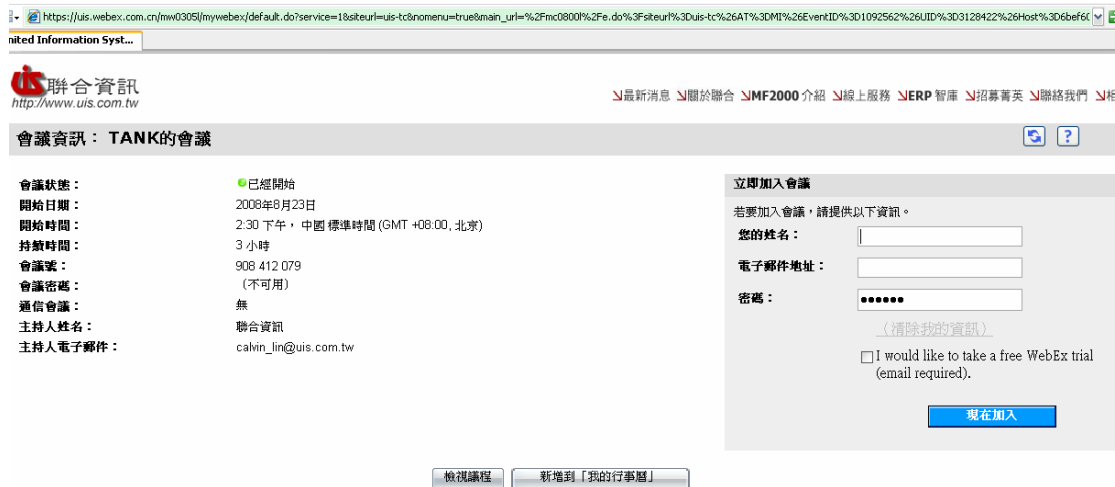 https://uis.webex.com.cn/mw0305l/mywebex/default.do?service=1&siteurl=uis-tc&nomenu=true&main_url=%2Fmc0800l%2Fe.do%3Fsiteurl%3Duis-tc%26AT%3DMI%26EventID%3D1092562%26UID%3D3128422%26Host%3D6bef6(
nited Information Syst...
uis 聯合資訊
http://www.uis.com.tw
最新消息 關於聯合 MF2000 介紹 線上服務 ERP 智庫 招募菁英 聯絡我們 相
會議資訊： TANK的會議
?
會議狀態： 已經開始
開始日期： 2008年8月23日
開始時間： 2:30 下午， 中國 標準時間 (GMT +08:00, 北京)
持續時間： 3 小時
會議號： 908 412 079
會議密碼： （不可用）
通信會議： 無
主持人姓名： 聯合資訊
主持人電子郵件： calvin_lin@uis.com.tw
立即加入會議
若要加入會議，請提供以下資訊。
您的姓名：
電子郵件地址：
密碼： ●●●●●●
（清除我的資訊）
I would like to take a free WebEx trial
(email required).
現在加入
檢視議程 新增到「我的行事曆」